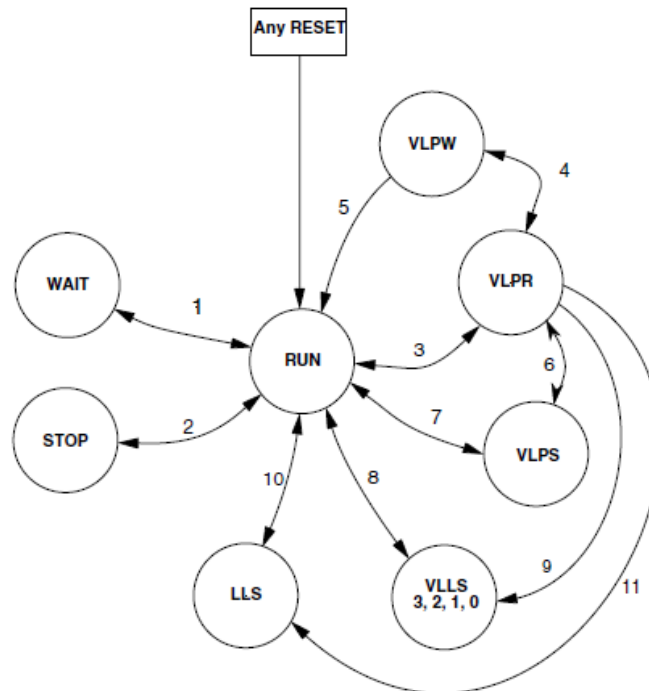 Any RESET
VLPW
4
5
WAIT
VLPR
1
RUN
3
6
STOP
2
7
VLPS
10
8
9
LLS
VLLS
3, 2, 1, 0
11